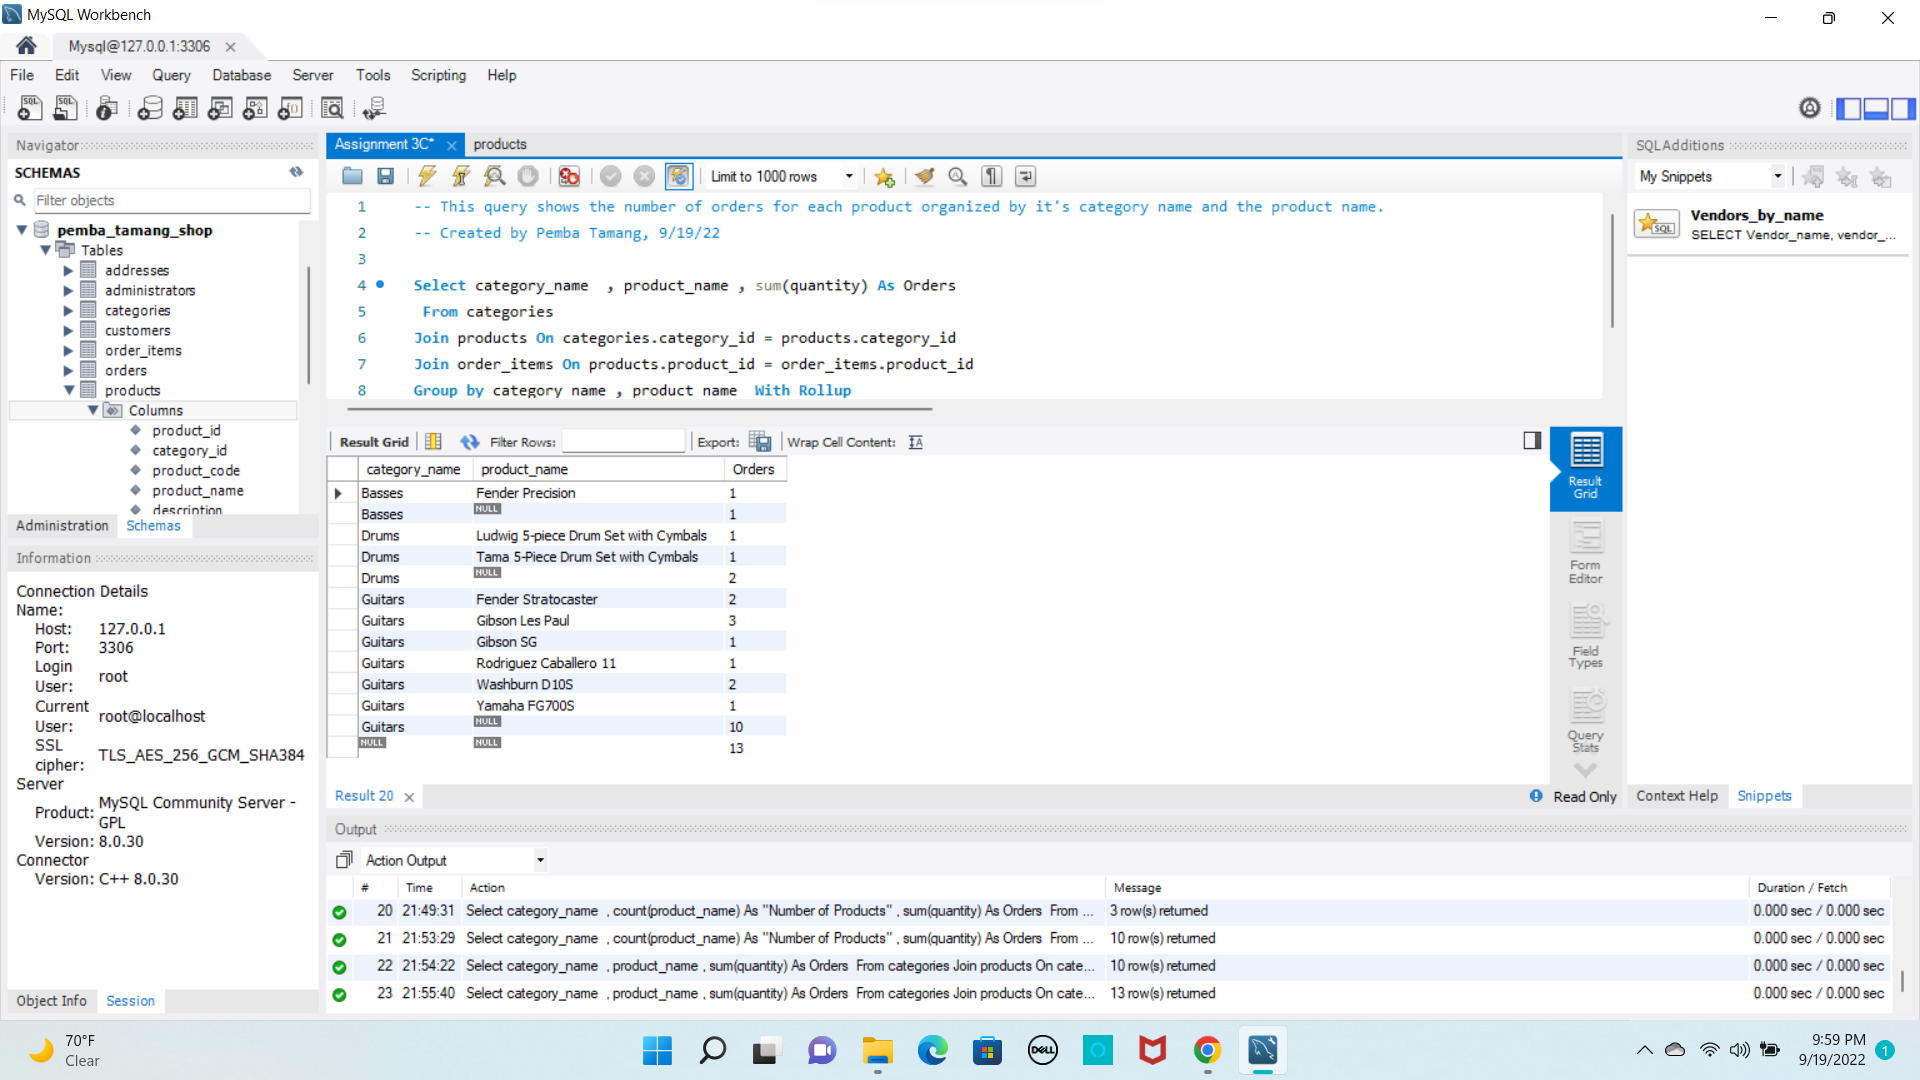 MySQL Workbench
Mysql@127.0.0.1:3306
File Edit View Query Database Server Tools Scripting Help
Navigator
SCHEMAS
Filter objects
pemba_tamang_shop
Tables
addresses
administrators
categories
customers
order_items
orders
products
Columns
product_id
category_id
product_code
product_name
description
Administration Schemas
Information
Connection Details
Name:
Host: 127.0.0.1
Port: 3306
Login User: root
Current User: root@localhost
SSL cipher: TLS_AES_256_GCM_SHA384
Server
Product: MySQL Community Server - GPL
Version: 8.0.30
Connector
Version: C++ 8.0.30
Object Info Session
Assignment 3C* products
Limit to 1000 rows
1 -- This query shows the number of orders for each product organized by it's category name and the product name.
2 -- Created by Pemba Tamang, 9/19/22
3
4 Select category_name , product_name , sum(quantity) As Orders
5 From categories
6 Join products On categories.category_id = products.category_id
7 Join order_items On products.product_id = order_items.product_id
8 Group by category name , product name With Rollup
Result Grid Filter Rows: Export: Wrap Cell Content:
category_name product_name Orders
Basses Fender Precision 1
Basses NULL 1
Drums Ludwig 5-piece Drum Set with Cymbals 1
Drums Tama 5-Piece Drum Set with Cymbals 1
Drums NULL 2
Guitars Fender Stratocaster 2
Guitars Gibson Les Paul 3
Guitars Gibson SG 1
Guitars Rodriguez Caballero 11 1
Guitars Washburn D10S 2
Guitars Yamaha FG700S 1
Guitars NULL 10
NULL NULL 13
Result Grid
Form Editor
Field Types
Query Stats
Result 20
Read Only
SQLAdditions
My Snippets
Vendors_by_name
SELECT Vendor_name, vendor_...
SQL
Context Help Snippets
Output
Action Output
# Time Action Message Duration / Fetch
20 21:49:31 Select category_name , count(product_name) As "Number of Products" , sum(quantity) As Orders From ... 3 row(s) returned 0.000 sec / 0.000 sec
21 21:53:29 Select category_name , count(product_name) As "Number of Products" , sum(quantity) As Orders From ... 10 row(s) returned 0.000 sec / 0.000 sec
22 21:54:22 Select category_name , product_name , sum(quantity) As Orders From categories Join products On cate... 10 row(s) returned 0.000 sec / 0.000 sec
23 21:55:40 Select category_name , product_name , sum(quantity) As Orders From categories Join products On cate... 13 row(s) returned 0.000 sec / 0.000 sec
70°F
Clear
DELL
9:59 PM
9/19/2022
1